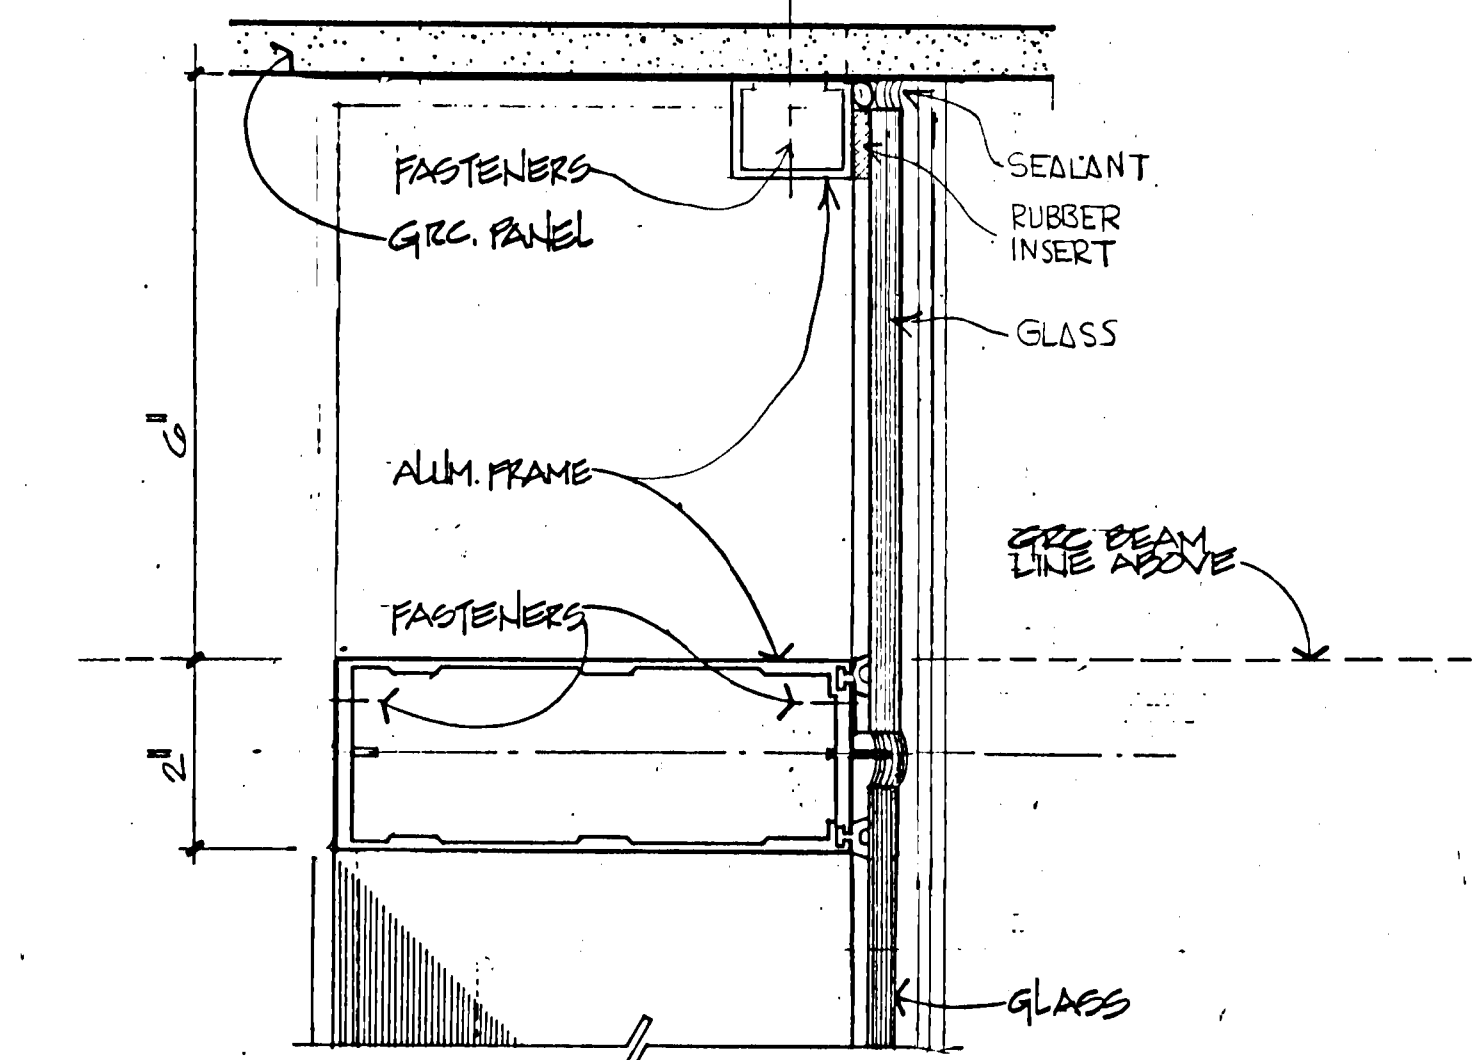 FASTENERS
GRC. PANEL
SEALANT
RUBBER
INSERT
GLASS
6"
ALUM. FRAME
GRC BEAM
LINE ABOVE
FASTENERS
2"
GLASS